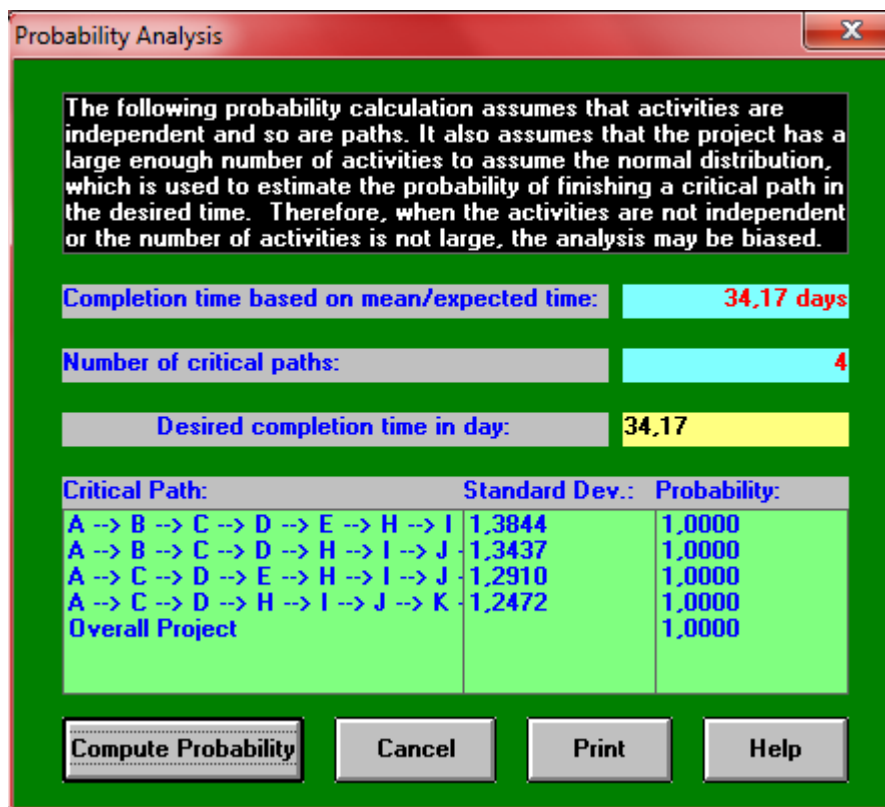 Probability Analysis
X
The following probability calculation assumes that activities are
independent and so are paths. It also assumes that the project has a
large enough number of activities to assume the normal distribution,
which is used to estimate the probability of finishing a critical path in
the desired time. Therefore, when the activities are not independent
or the number of activities is not large, the analysis may be biased.
Completion time based on mean/expected time: 34,17 days
Number of critical paths: 4
Desired completion time in day: 34,17
Critical Path: Standard Dev.: Probability:
A --> B --> C --> D --> E --> H --> I 1,3844 1,0000
A --> B --> C --> D --> H --> I --> J - 1,3437 1,0000
A --> C --> D --> E --> H --> I --> J - 1,2910 1,0000
A --> C --> D --> H --> I --> J --> K - 1,2472 1,0000
Overall Project 1,0000
Compute Probability Cancel Print Help